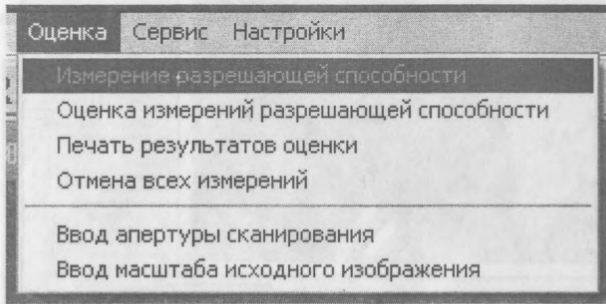 Оценка Сервис Настройки
Измерение разрешающей способности
Оценка измерений разрешающей способности
Печать результатов оценки
Отмена всех измерений
Ввод апертуры сканирования
Ввод масштаба исходного изображения